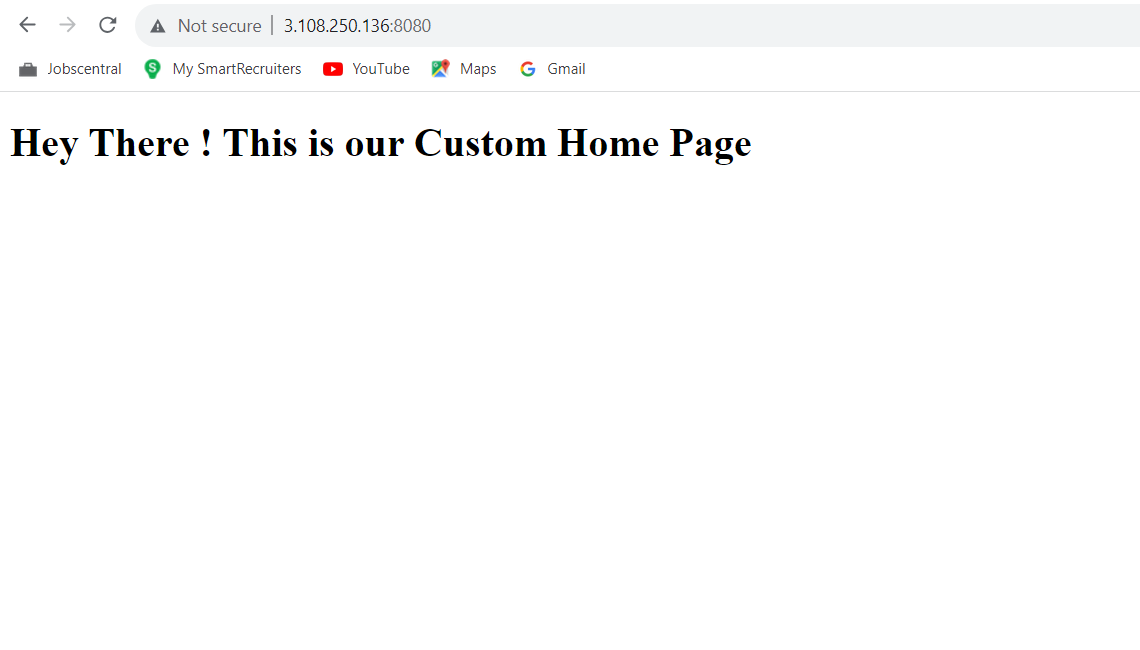 Not secure | 3.108.250.136:8080
Jobscentral My SmartRecruiters YouTube Maps Gmail
Hey There ! This is our Custom Home Page